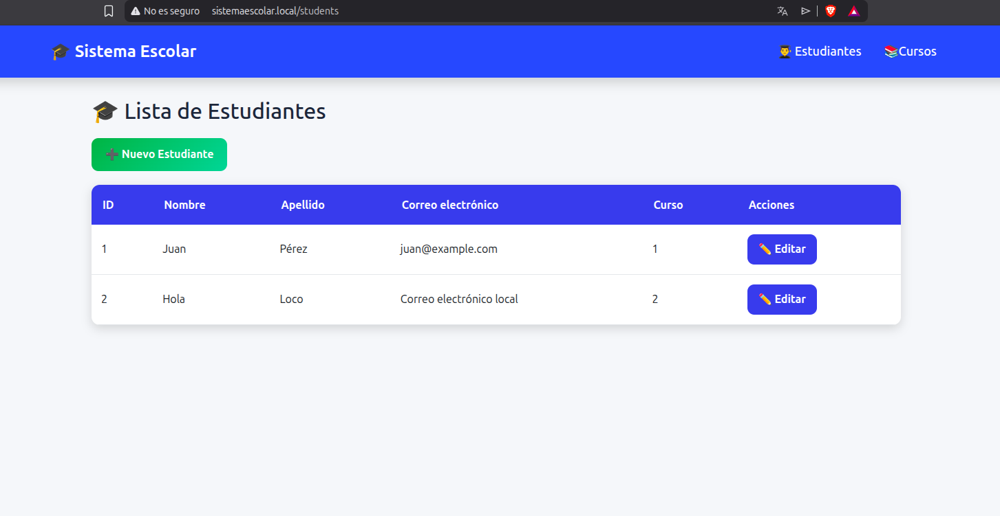 No es seguro sistemaescolar.local/students
🎓 Sistema Escolar 👨‍🎓 Estudiantes 📚Cursos
🎓 Lista de Estudiantes
➕ Nuevo Estudiante
ID Nombre Apellido Correo electrónico Curso Acciones
1 Juan Pérez juan@example.com 1 ✏️ Editar
2 Hola Loco Correo electrónico local 2 ✏️ Editar